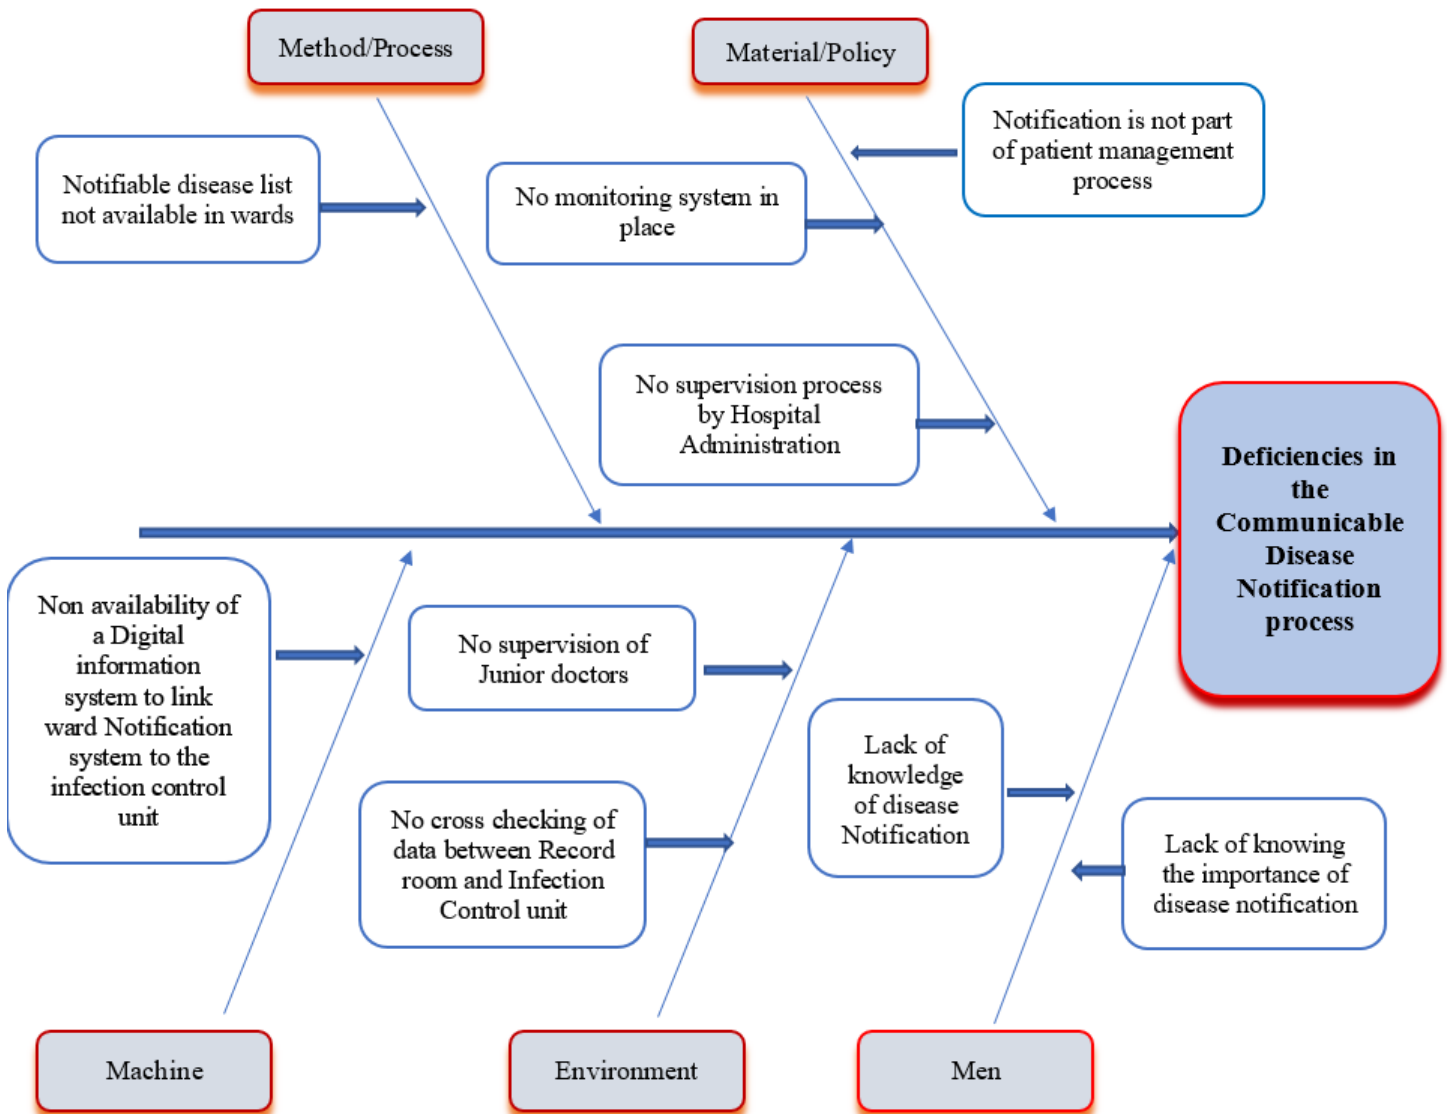 Method/Process
Material/Policy
Notifiable disease list
not available in wards
No monitoring system in
place
Notification is not part
of patient management
process
No supervision process
by Hospital
Administration
Deficiencies in
the
Communicable
Disease
Notification
process
Non availability of
a Digital
information
system to link
ward Notification
system to the
infection control
unit
No supervision of
Junior doctors
No cross checking of
data between Record
room and Infection
Control unit
Lack of
knowledge
of disease
Notification
Lack of knowing
the importance of
disease notification
Machine
Environment
Men